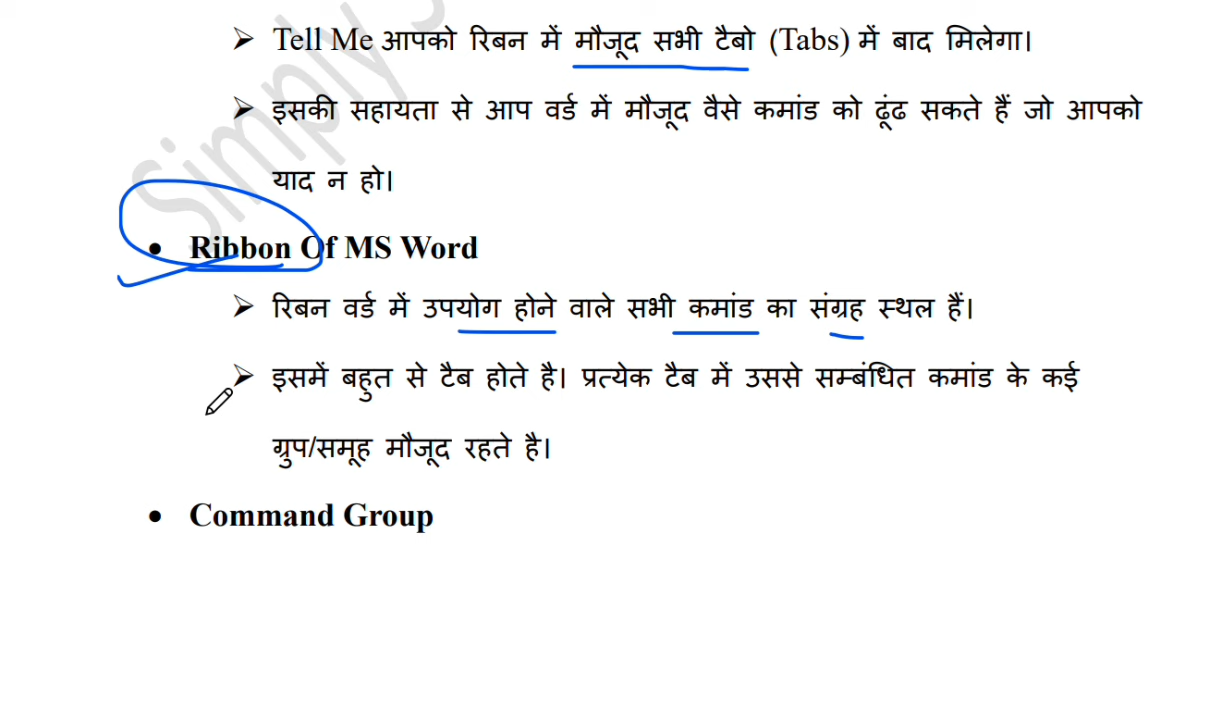 ➢ Tell Me आपको रिबन में मौजूद सभी टैबो (Tabs) में बाद मिलेगा।
➢ इसकी सहायता से आप वर्ड में मौजूद वैसे कमांड को ढूंढ सकते हैं जो आपको
याद न हो।
• Ribbon Of MS Word
➢ रिबन वर्ड में उपयोग होने वाले सभी कमांड का संग्रह स्थल हैं।
➢ इसमें बहुत से टैब होते है। प्रत्येक टैब में उससे सम्बंधित कमांड के कई
ग्रुप/समूह मौजूद रहते है।
• Command Group
Simply